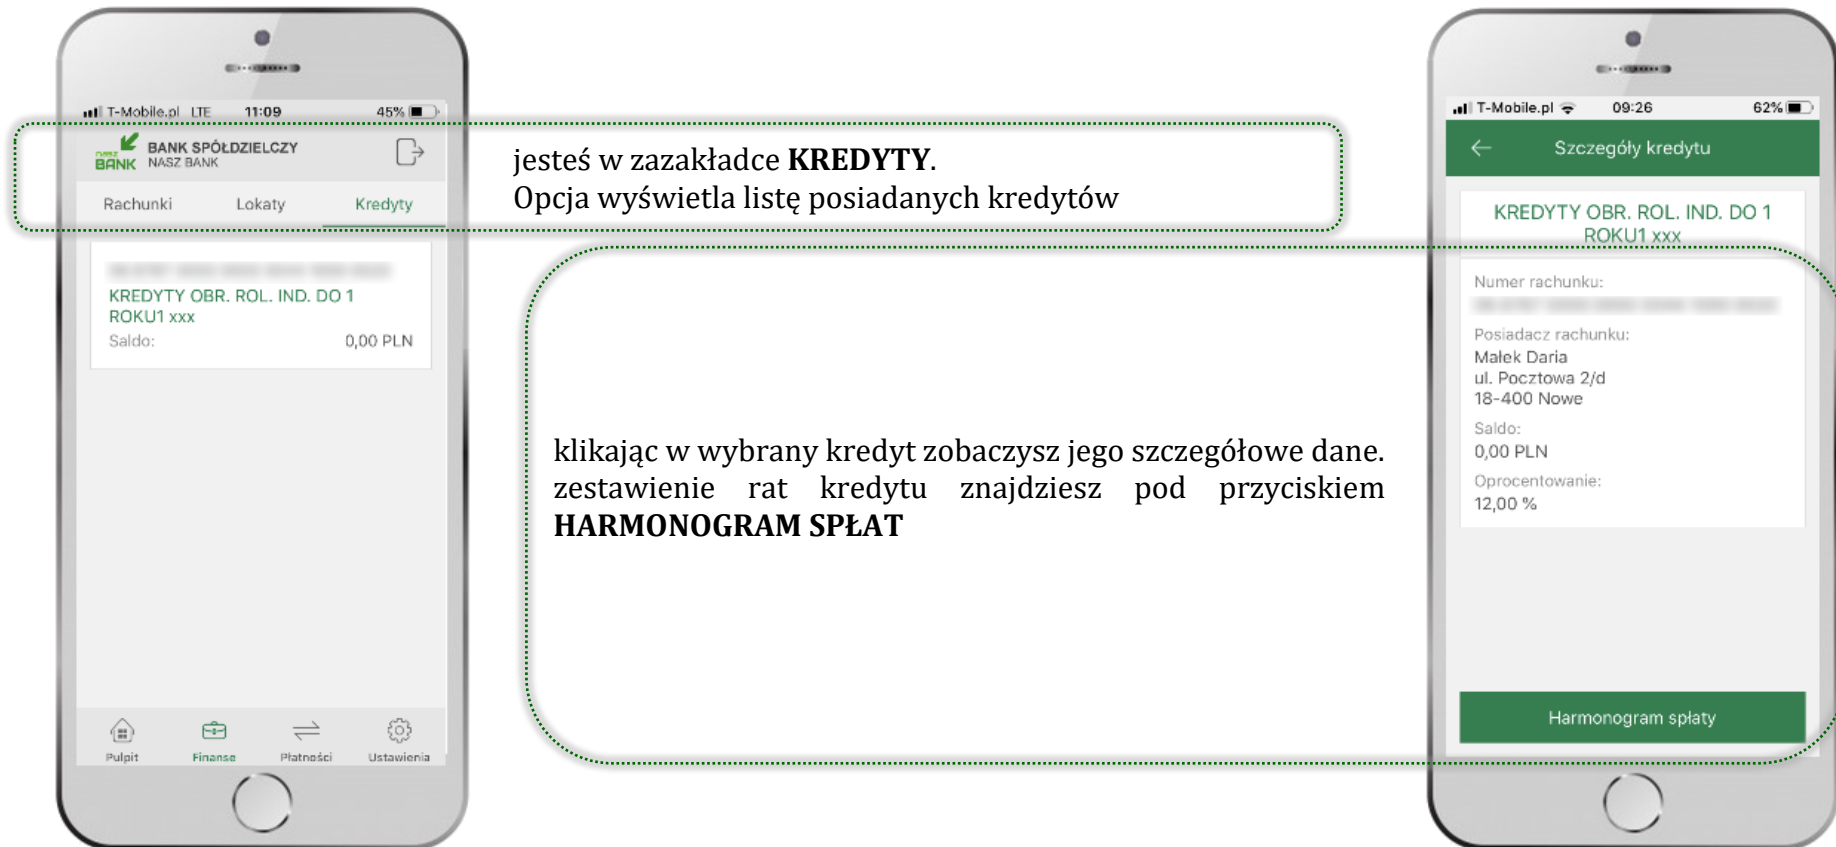 T-Mobile.pl LTE 11:09 45%
nasz BANK BANK SPÓŁDZIELCZY
NASZ BANK
Rachunki Lokaty Kredyty
KREDYTY OBR. ROL. IND. DO 1
ROKU1 xxx
Saldo: 0,00 PLN
Pulpit Finanse Płatności Ustawienia
jesteś w zazakładce KREDYTY.
Opcja wyświetla listę posiadanych kredytów
klikając w wybrany kredyt zobaczysz jego szczegółowe dane.
zestawienie rat kredytu znajdziesz pod przyciskiem
HARMONOGRAM SPŁAT
T-Mobile.pl 09:26 62%
Szczegóły kredytu
KREDYTY OBR. ROL. IND. DO 1
ROKU1 xxx
Numer rachunku:
Posiadacz rachunku:
Małek Daria
ul. Pocztowa 2/d
18-400 Nowe
Saldo:
0,00 PLN
Oprocentowanie:
12,00 %
Harmonogram spłaty